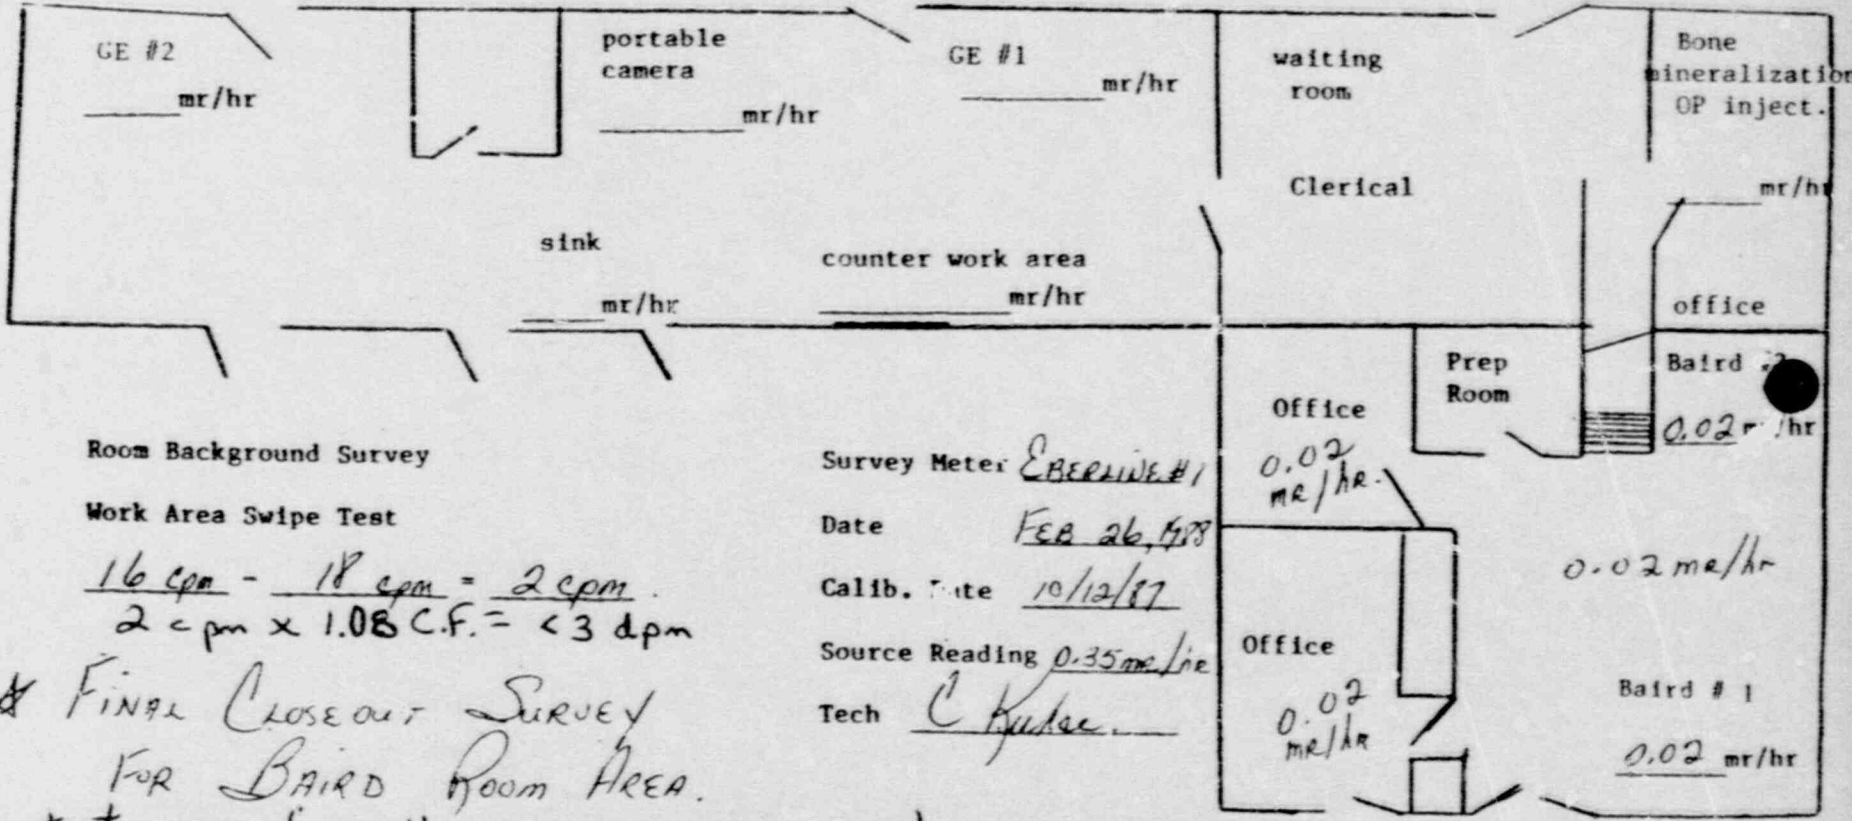 GE #2
mr/hr
portable
camera
mr/hr
GE #1
mr/hr
waiting
room
Clerical
Bone
mineralization
OP inject.
mr/hr
office
sink
mr/hr
counter work area
mr/hr
Prep
Room
Baird
0.02 mr/hr
Office
0.02
mR/hR.
Room Background Survey
Work Area Swipe Test
16 cpm - 18 cpm = 2 cpm.
2 cpm x 1.08 C.F. = <3 dpm
* FINAL CLOSEOUT SURVEY
FOR BAIRD ROOM AREA.
Survey Meter EBERLINE #1
Date FEB 26, 1988
Calib. Date 10/12/87
Source Reading 0.35 mR/hR
Tech C
0.02 mR/hr
Office
0.02
mR/hR
Baird # 1
0.02 mr/hr